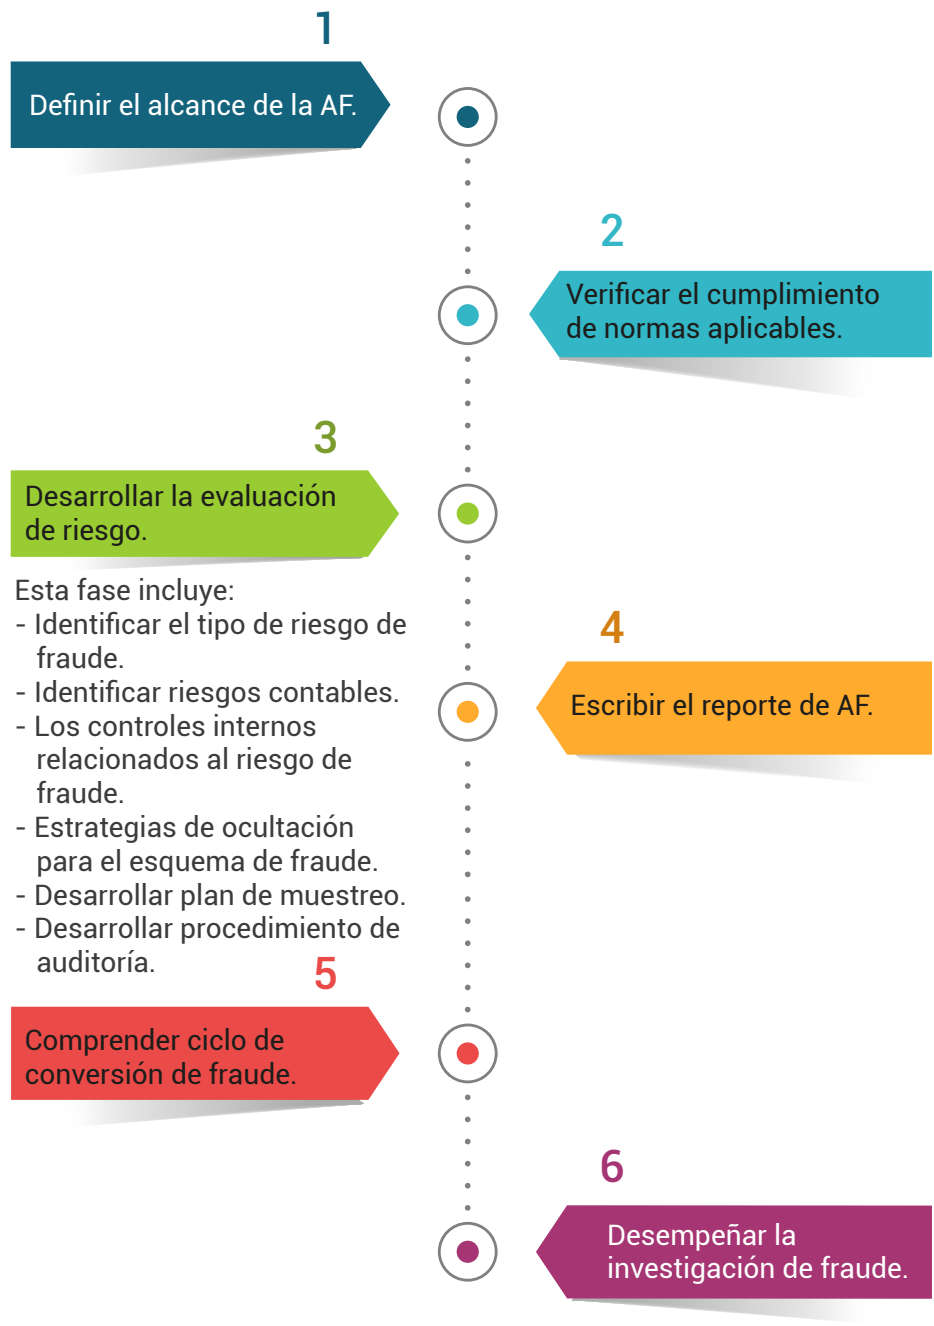 1
Definir el alcance de la AF.
2
Verificar el cumplimiento
de normas aplicables.
3
Desarrollar la evaluación
de riesgo.
Esta fase incluye:
- Identificar el tipo de riesgo de
fraude.
- Identificar riesgos contables.
- Los controles internos
relacionados al riesgo de
fraude.
- Estrategias de ocultación
para el esquema de fraude.
- Desarrollar plan de muestreo.
- Desarrollar procedimiento de
auditoría.
4
Escribir el reporte de AF.
5
Comprender ciclo de
conversión de fraude.
6
Desempeñar la
investigación de fraude.